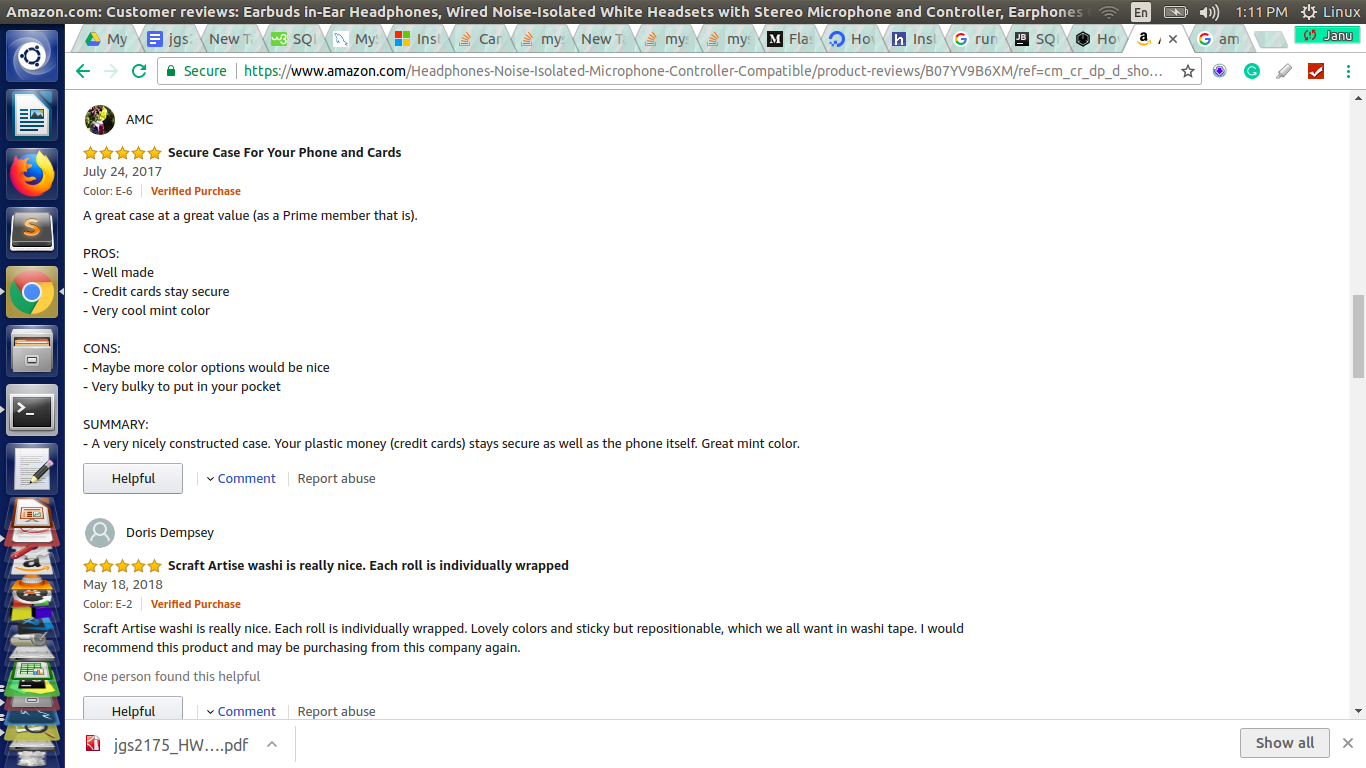 Amazon.com: Customer reviews: Earbuds in-Ear Headphones, Wired Noise-Isolated White Headsets with Stereo Microphone and Controller, Earphones
En 1:11 PM Linux
My jgs New T SQL Mys Inst Car mys New T mys mys Flas Hov Inst run SQ Ho am Janu
Secure https://www.amazon.com/Headphones-Noise-Isolated-Microphone-Controller-Compatible/product-reviews/B07YV9B6XM/ref=cm_cr_dp_d_sho...
AMC
Secure Case For Your Phone and Cards
July 24, 2017
Color: E-6 Verified Purchase
A great case at a great value (as a Prime member that is).
PROS:
- Well made
- Credit cards stay secure
- Very cool mint color
CONS:
- Maybe more color options would be nice
- Very bulky to put in your pocket
SUMMARY:
- A very nicely constructed case. Your plastic money (credit cards) stays secure as well as the phone itself. Great mint color.
Helpful Comment Report abuse
Doris Dempsey
Scraft Artise washi is really nice. Each roll is individually wrapped
May 18, 2018
Color: E-2 Verified Purchase
Scraft Artise washi is really nice. Each roll is individually wrapped. Lovely colors and sticky but repositionable, which we all want in washi tape. I would
recommend this product and may be purchasing from this company again.
One person found this helpful
Helpful Comment Report abuse
jgs2175_HW....pdf Show all